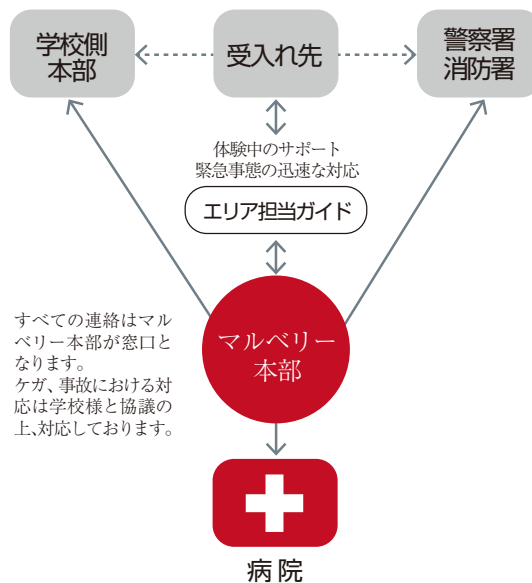 学校側
本部
受入れ先
警察署
消防署
体験中のサポート
緊急事態の迅速な対応
エリア担当ガイド
マルベリー
本部
すべての連絡はマル
ベリー本部が窓口と
なります。
ケガ、事故における対
応は学校様と協議の
上、対応しております。
病院